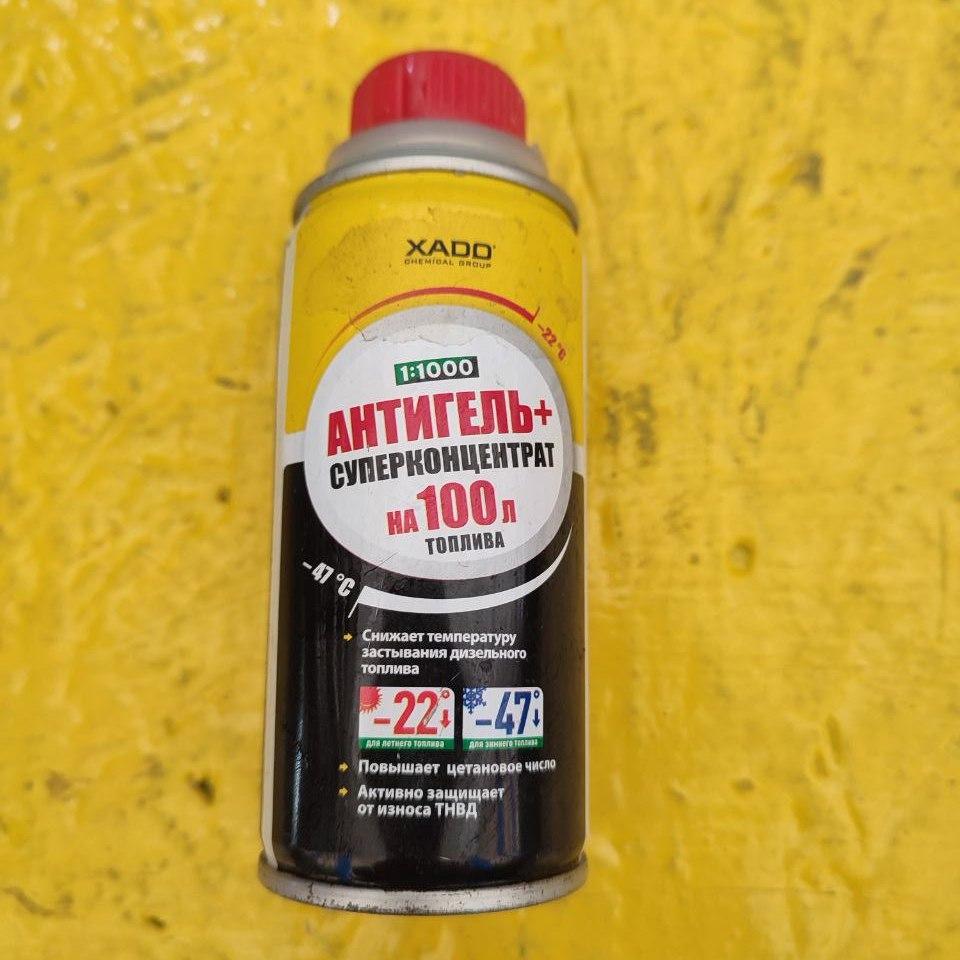 XADO®
CHEMICAL GROUP
-22 °C
1:1000
АНТИГЕЛЬ+
СУПЕРКОНЦЕНТРАТ
НА 100 Л
ТОПЛИВА
-47 °C
Снижает температуру
застывания дизельного
топлива
-22°
-47°
для летнего топлива
для зимнего топлива
Повышает цетановое число
Активно защищает
от износа ТНВД